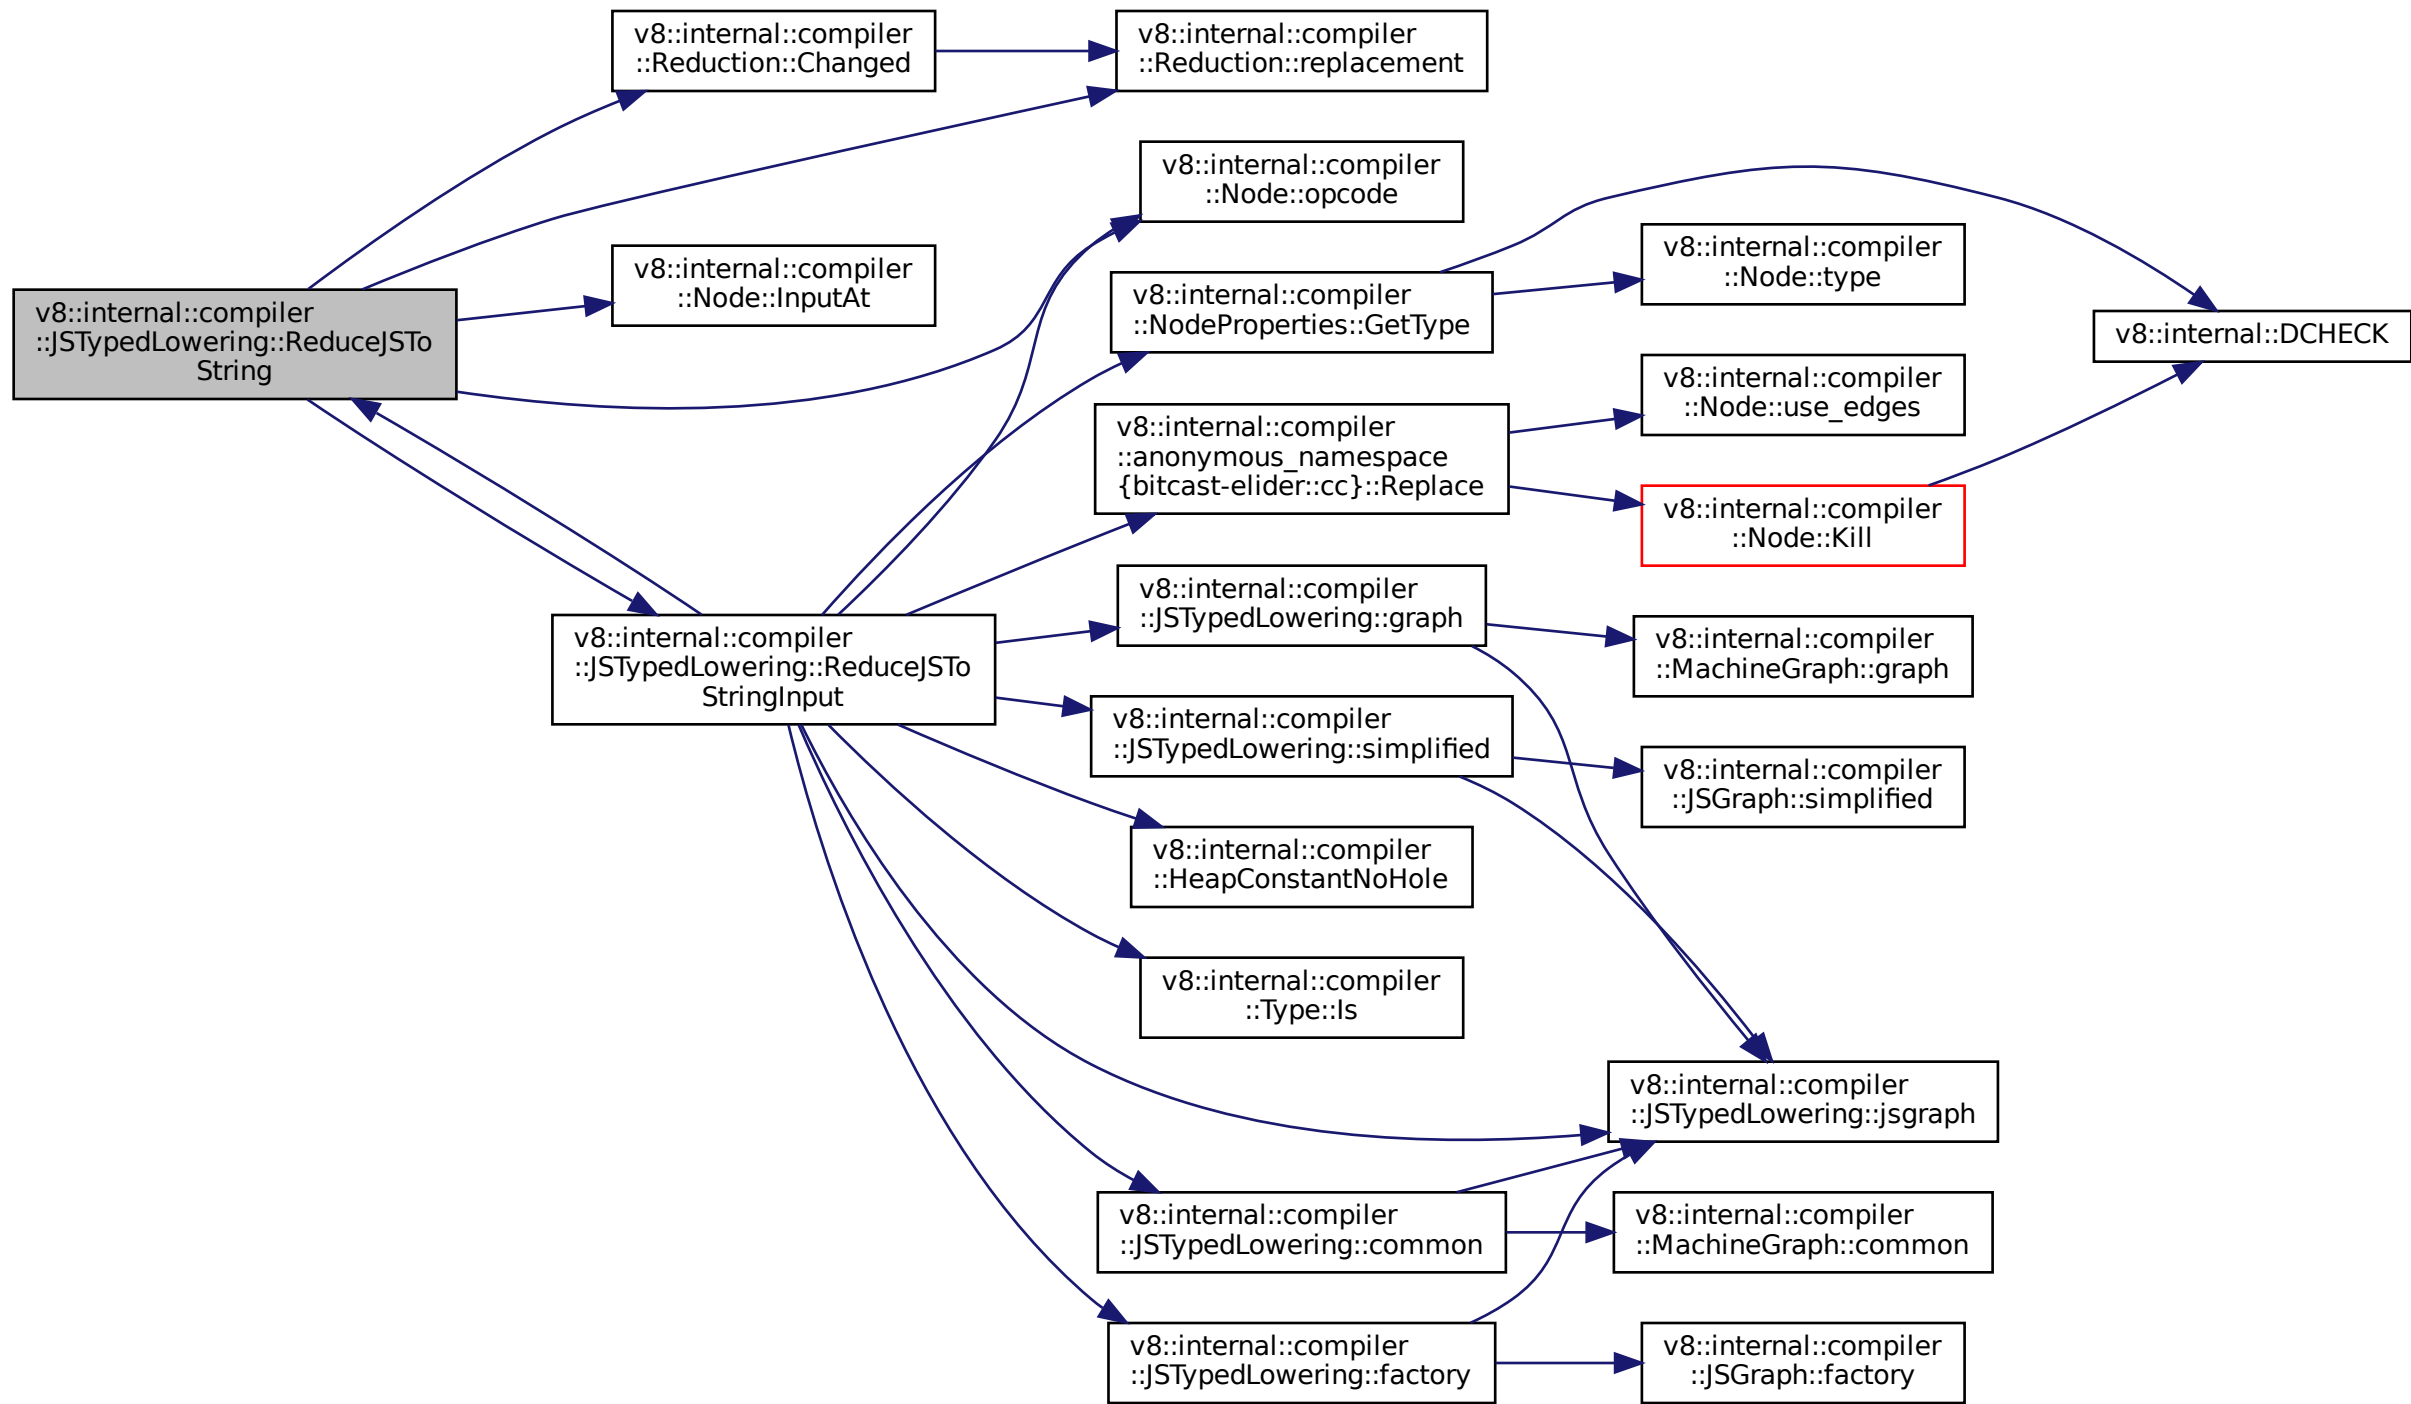 v8::internal::compiler
::JSTypedLowering::ReduceJSTo
String
v8::internal::compiler
::Reduction::Changed
v8::internal::compiler
::Reduction::replacement
v8::internal::compiler
::Node::InputAt
v8::internal::compiler
::Node::opcode
v8::internal::compiler
::JSTypedLowering::ReduceJSTo
StringInput
v8::internal::compiler
::NodeProperties::GetType
v8::internal::compiler
::Node::type
v8::internal::DCHECK
v8::internal::compiler
::anonymous_namespace
{bitcast-elider::cc}::Replace
v8::internal::compiler
::Node::use_edges
v8::internal::compiler
::Node::Kill
v8::internal::compiler
::JSTypedLowering::graph
v8::internal::compiler
::MachineGraph::graph
v8::internal::compiler
::JSTypedLowering::simplified
v8::internal::compiler
::JSGraph::simplified
v8::internal::compiler
::HeapConstantNoHole
v8::internal::compiler
::Type::Is
v8::internal::compiler
::JSTypedLowering::jsgraph
v8::internal::compiler
::JSTypedLowering::common
v8::internal::compiler
::MachineGraph::common
v8::internal::compiler
::JSTypedLowering::factory
v8::internal::compiler
::JSGraph::factory